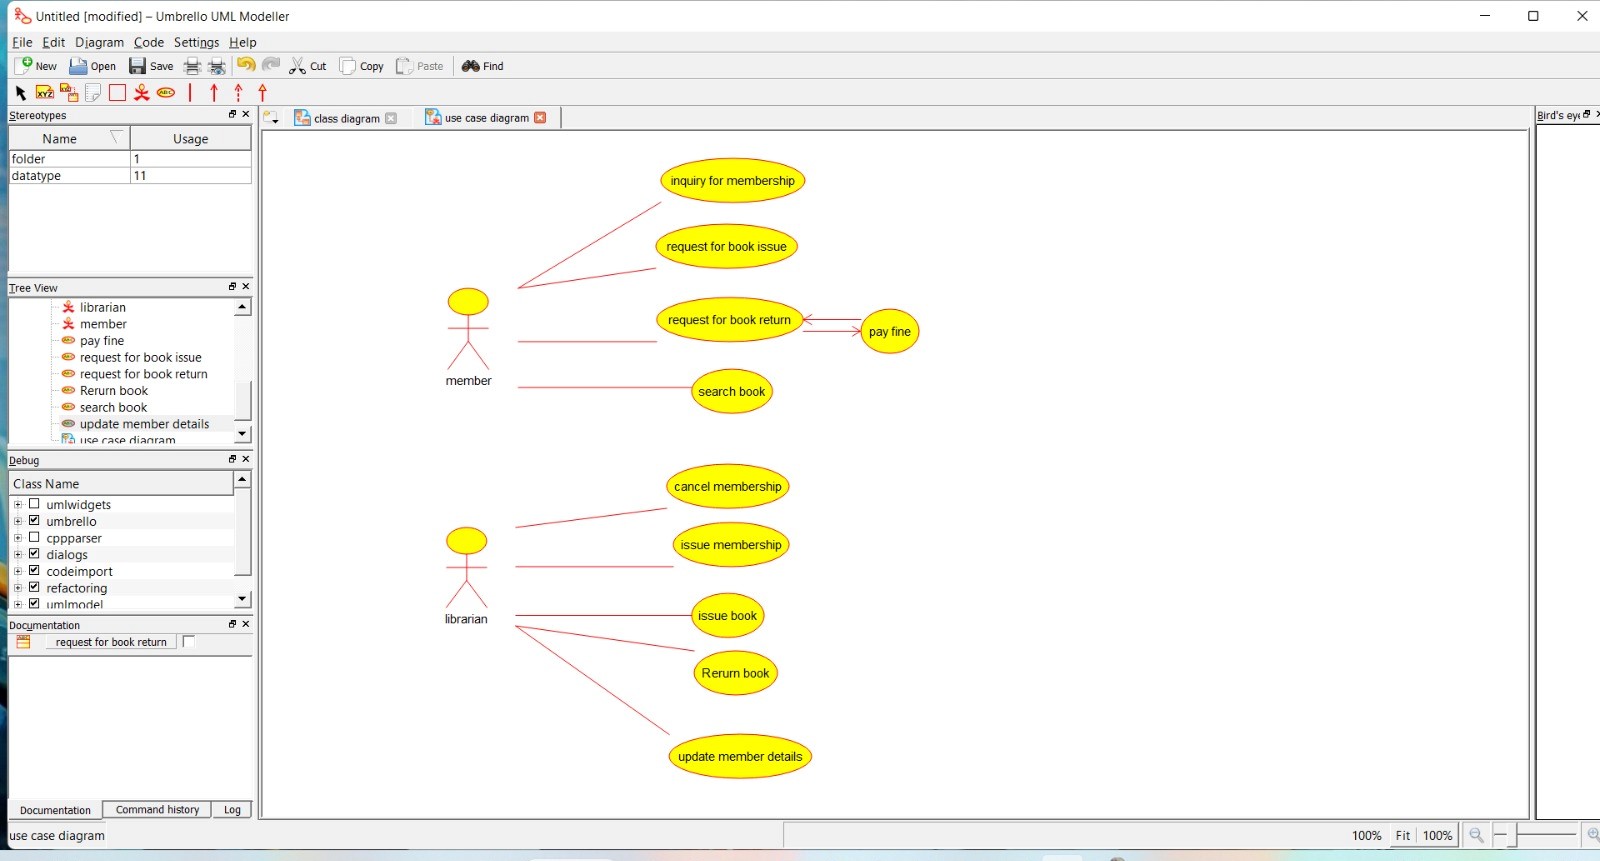 Untitled [modified] – Umbrello UML Modeller
File Edit Diagram Code Settings Help
New Open Save Cut Copy Paste Find
XYZ XYZ ABC
Stereotypes
Name Usage
folder 1
datatype 11
Tree View
librarian
member
pay fine
request for book issue
request for book return
Rerurn book
search book
update member details
use case diagram
Debug
Class Name
umlwidgets
umbrello
cppparser
dialogs
codeimport
refactoring
umlmodel
Documentation
request for book return
Documentation Command history Log
use case diagram
class diagram use case diagram
inquiry for membership
request for book issue
request for book return
pay fine
search book
member
cancel membership
issue membership
issue book
Rerurn book
update member details
librarian
Bird's eye
100% Fit 100%